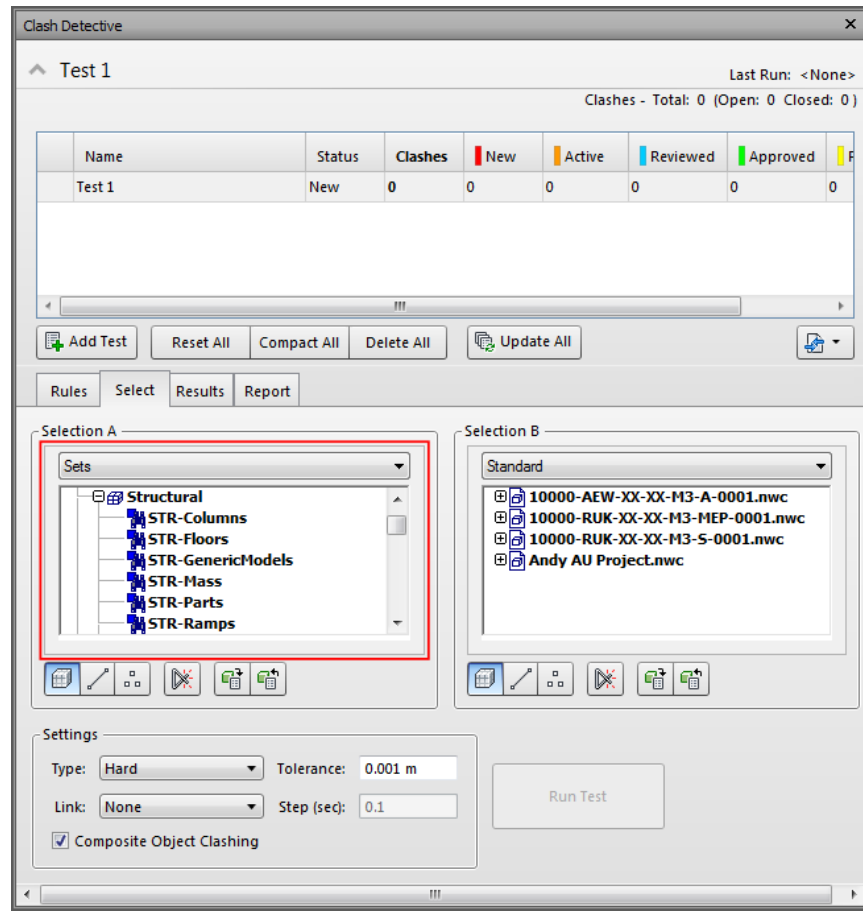 Clash Detective
Test 1
Last Run: <None>
Clashes - Total: 0 (Open: 0 Closed: 0)
Name Status Clashes New Active Reviewed Approved
Test 1 New 0 0 0 0 0 0
Add Test Reset All Compact All Delete All Update All
Rules Select Results Report
Selection A
Sets
Structural
STR-Columns
STR-Floors
STR-GenericModels
STR-Mass
STR-Parts
STR-Ramps
Selection B
Standard
10000-AEW-XX-XX-M3-A-0001.nwc
10000-RUK-XX-XX-M3-MEP-0001.nwc
10000-RUK-XX-XX-M3-S-0001.nwc
Andy AU Project.nwc
Settings
Type: Hard Tolerance: 0.001 m
Link: None Step (sec): 0.1
Composite Object Clashing
Run Test